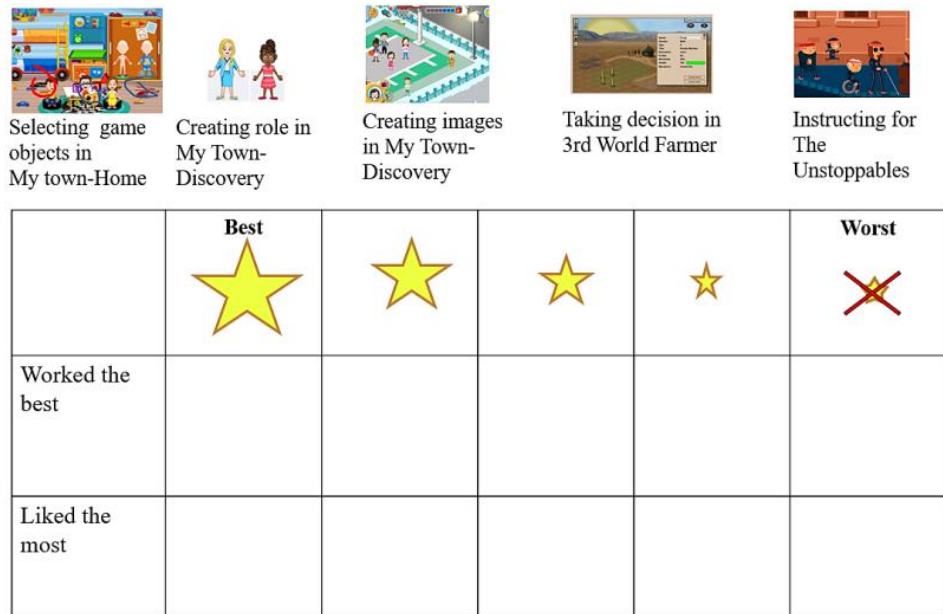 Selecting game
objects in
My town-Home
Creating role in
My Town-
Discovery
Creating images
in My Town-
Discovery
Taking decision in
3rd World Farmer
Instructing for
The
Unstoppables
Best
Worst
Worked the
best
Liked the
most